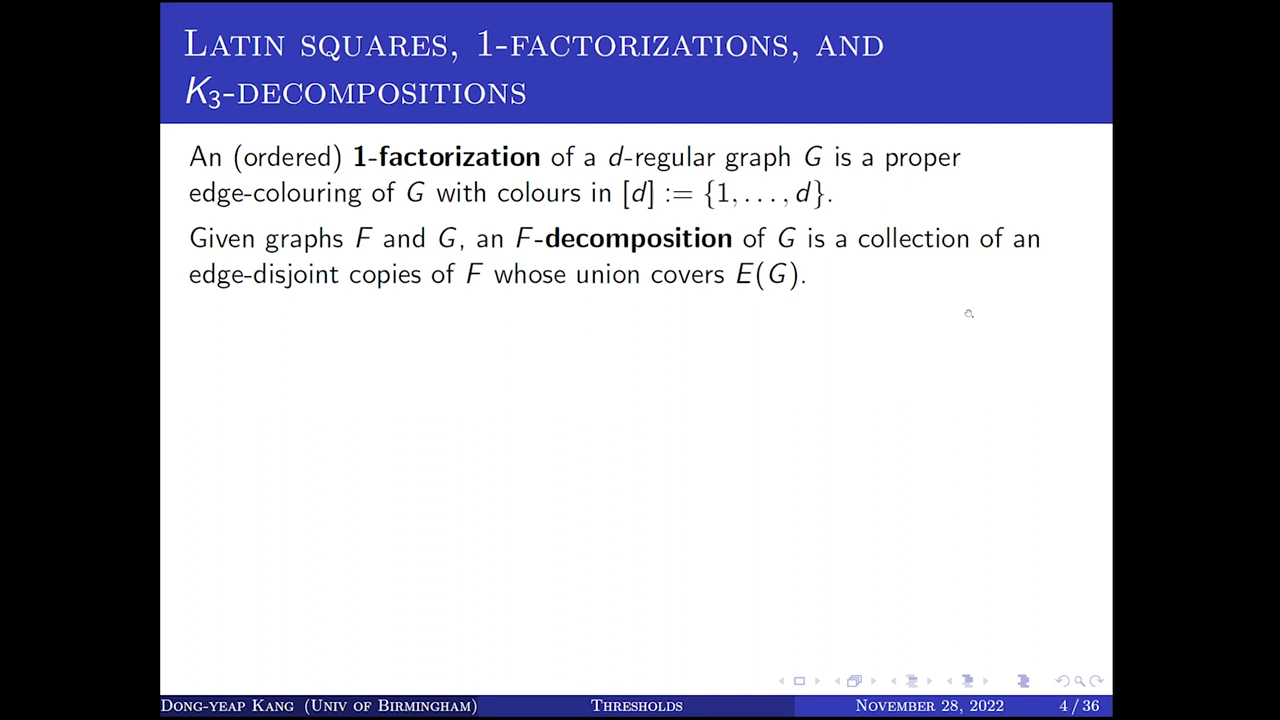 LATIN SQUARES, 1-FACTORIZATIONS, AND
K₃-DECOMPOSITIONS
An (ordered) 1-factorization of a d-regular graph G is a proper
edge-colouring of G with colours in [d] := {1, . . . , d}.
Given graphs F and G, an F-decomposition of G is a collection of an
edge-disjoint copies of F whose union covers E(G).
DONG-YEAP KANG (UNIV OF BIRMINGHAM) THRESHOLDS NOVEMBER 28, 2022 4 / 36